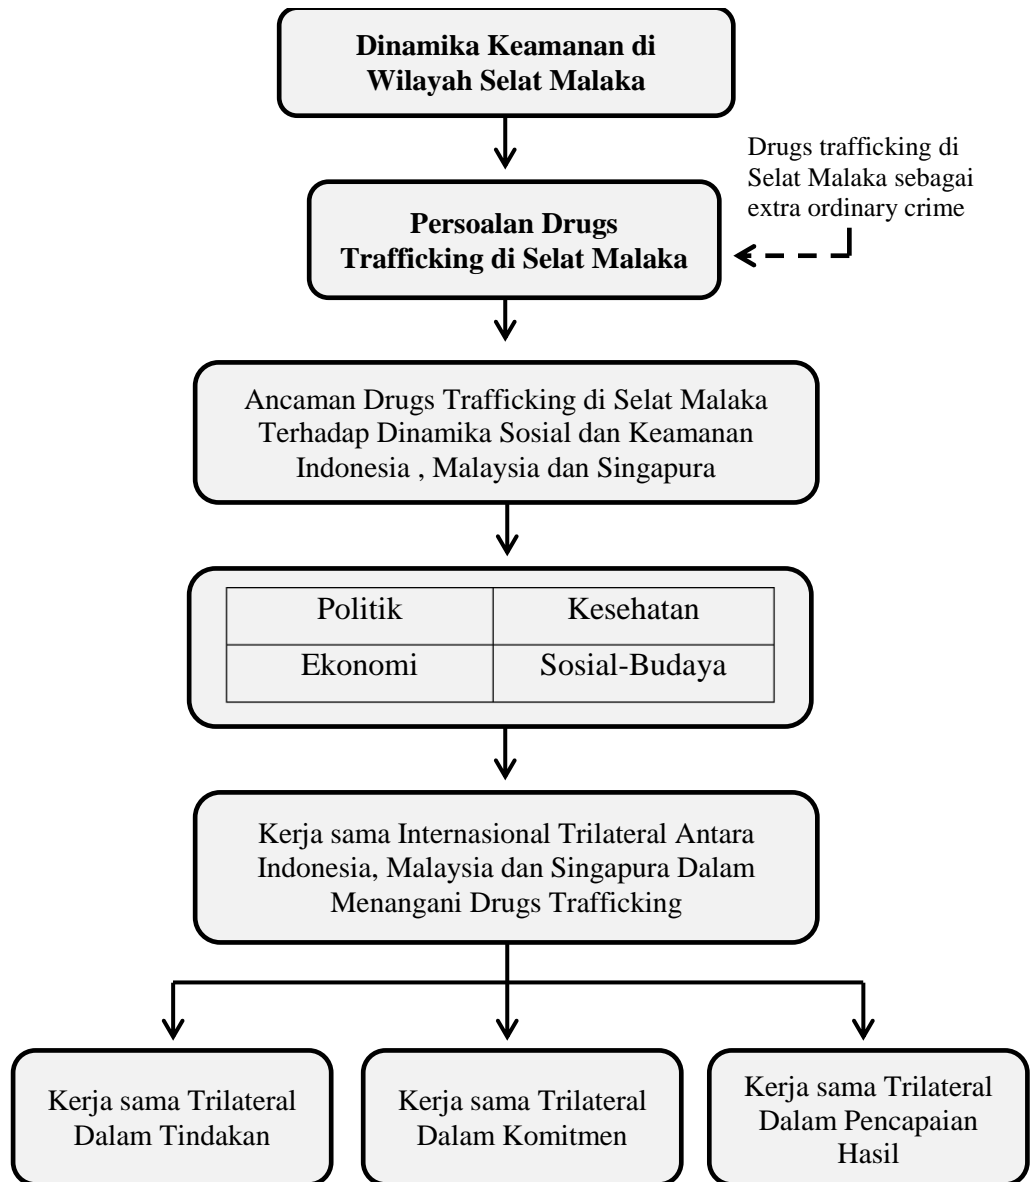 Dinamika Keamanan di
Wilayah Selat Malaka
Drugs trafficking di
Selat Malaka sebagai
extra ordinary crime
Persoalan Drugs
Trafficking di Selat Malaka
Ancaman Drugs Trafficking di Selat Malaka
Terhadap Dinamika Sosial dan Keamanan
Indonesia , Malaysia dan Singapura
Politik Kesehatan
Ekonomi Sosial-Budaya
Kerja sama Internasional Trilateral Antara
Indonesia, Malaysia dan Singapura Dalam
Menangani Drugs Trafficking
Kerja sama Trilateral
Dalam Tindakan
Kerja sama Trilateral
Dalam Komitmen
Kerja sama Trilateral
Dalam Pencapaian
Hasil